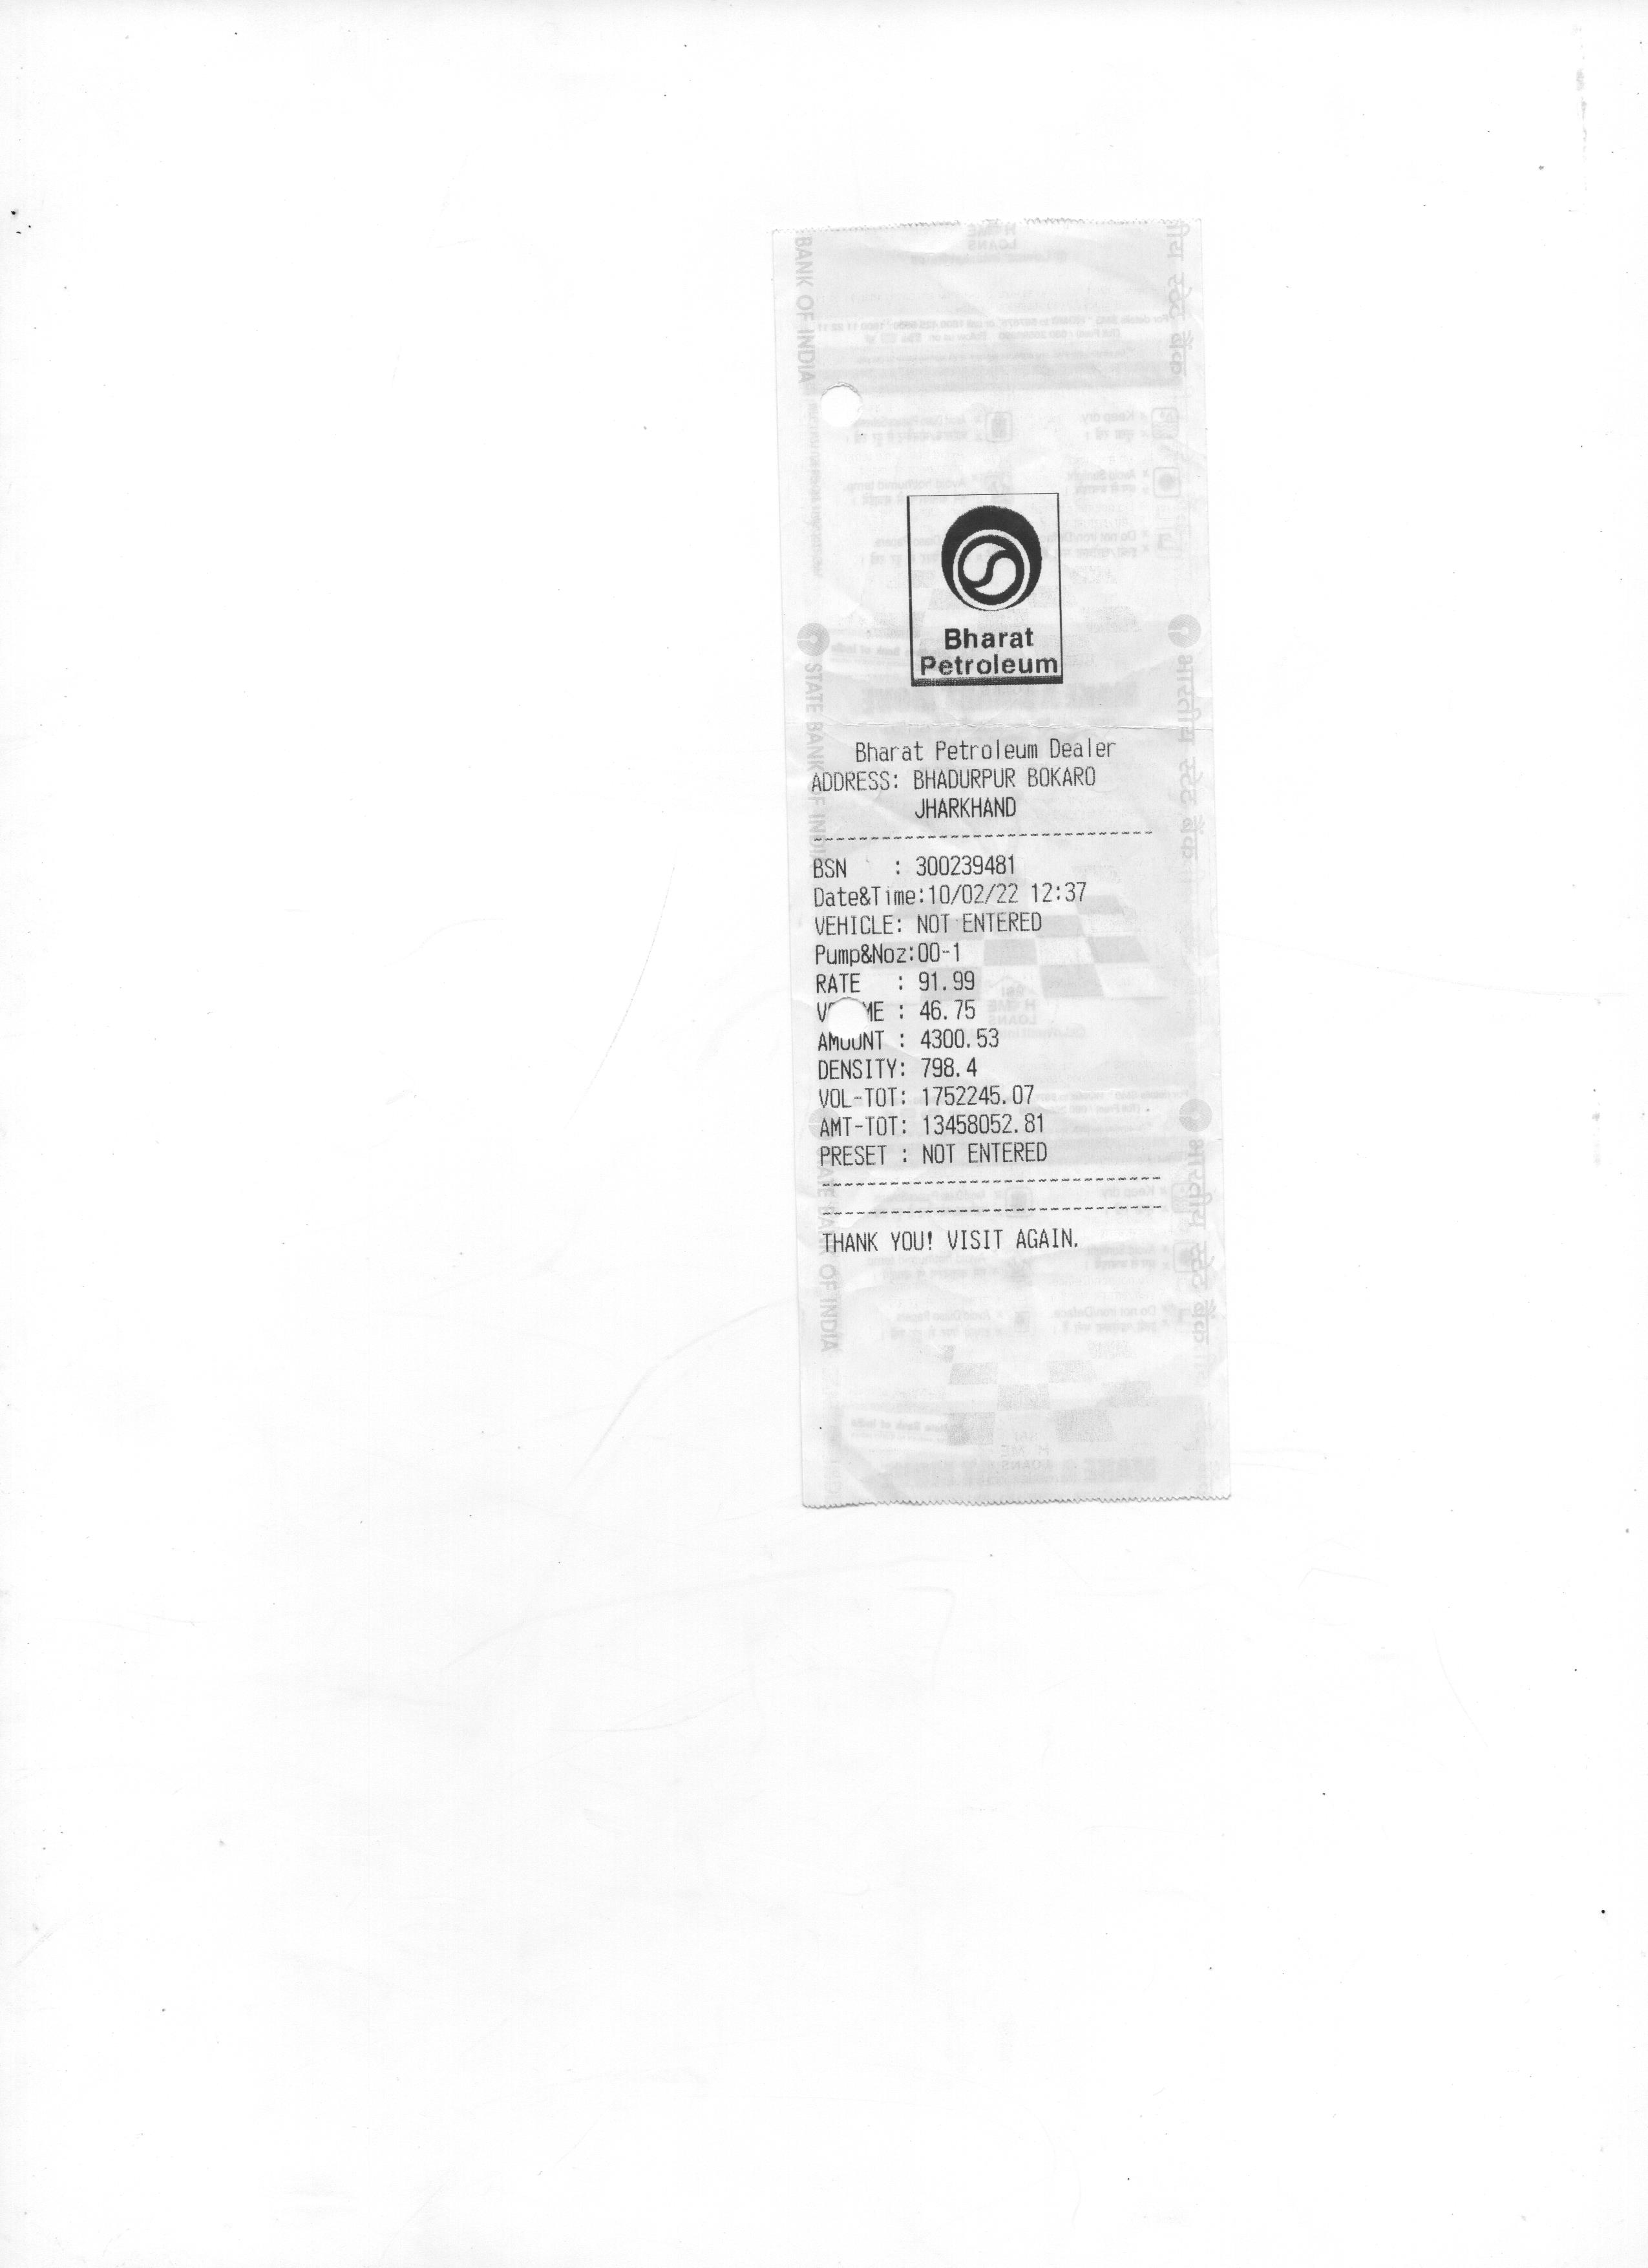 Bharat
Petroleum
Bharat Petroleum Dealer
ADDRESS: BHADURPUR BOKARO
JHARKHAND
------------------------------
BSN : 300239481
Date&Time:10/02/22 12:37
VEHICLE: NOT ENTERED
Pump&Noz:00-1
RATE : 91.99
V ME : 46.75
AMOUNT : 4300.53
DENSITY: 798.4
VOL-TOT: 1752245.07
AMT-TOT: 13458052.81
PRESET : NOT ENTERED
------------------------------
------------------------------
THANK YOU! VISIT AGAIN.
BANK OF INDIA
STATE BANK OF INDIA
STATE BANK OF INDIA